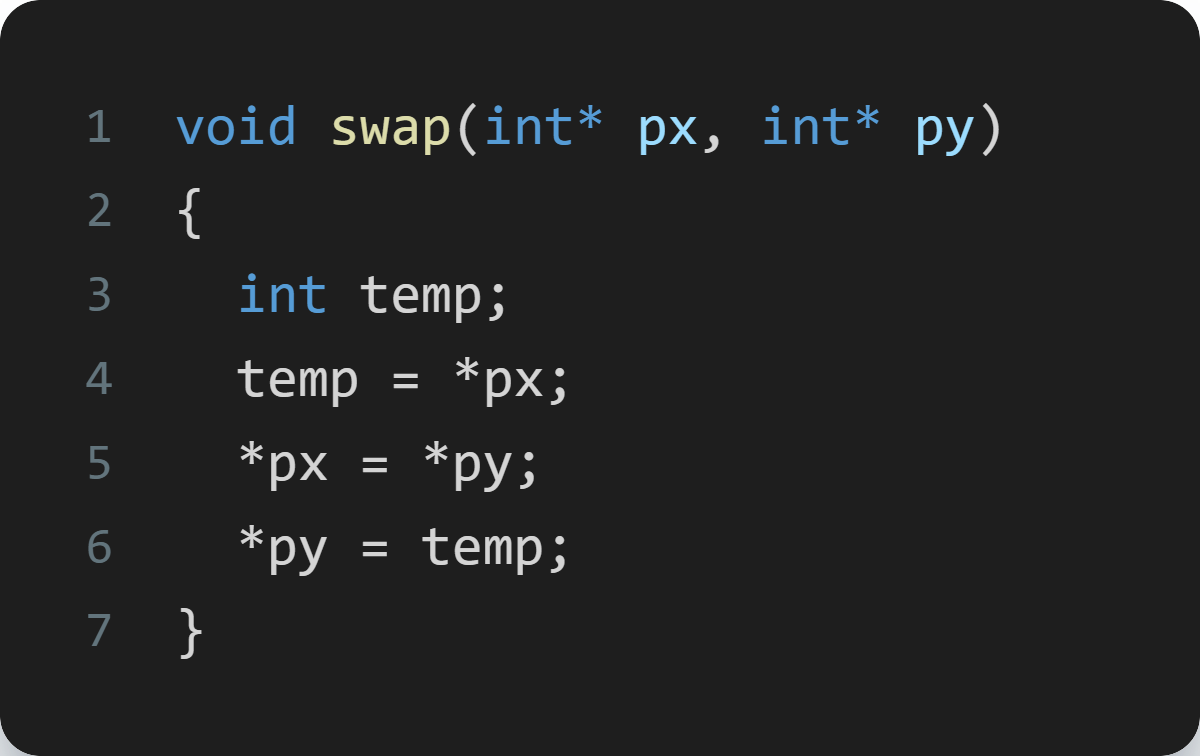 1 void swap(int* px, int* py)
2 {
3   int temp;
4   temp = *px;
5   *px = *py;
6   *py = temp;
7 }